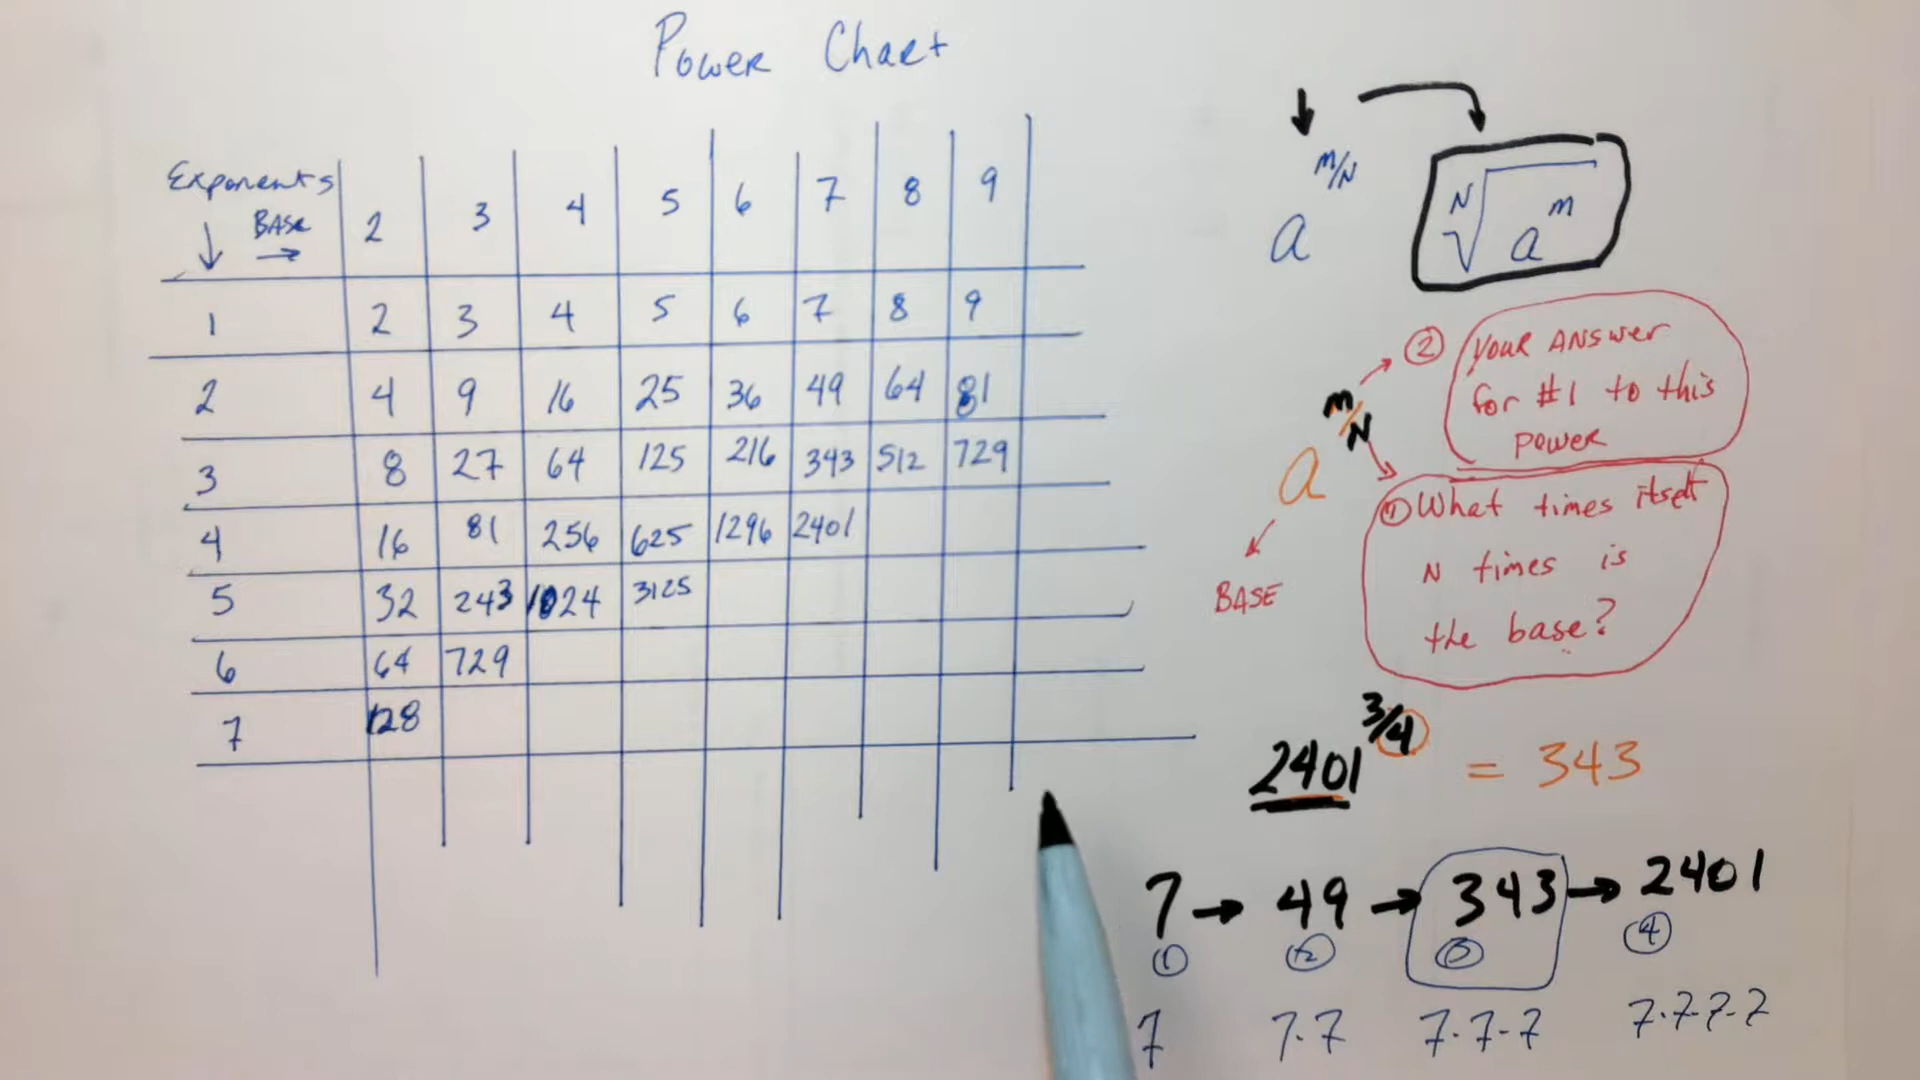 Power Chart
Exponents
BASE
↓ → 2 3 4 5 6 7 8 9
1 2 3 4 5 6 7 8 9
2 4 9 16 25 36 49 64 81
3 8 27 64 125 216 343 512 729
4 16 81 256 625 1296 2401
5 32 243 1024 3125
6 64 729
7 128
a^m/N
N√a^m
② Your Answer
for #1 to this
power
a^m/N
BASE
① What times itself
N times is
the base?
2401^3/4 = 343
7 → 49 → 343 → 2401
① ② ③ ④
7 7·7 7·7·7 7·7·7·7